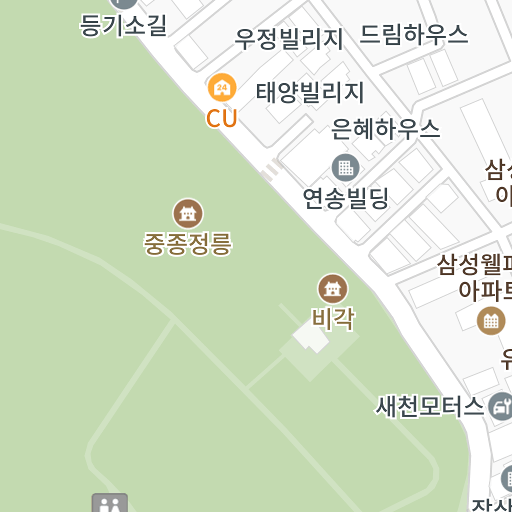 등기소길
우정빌리지
드림하우스
24
태양빌리지
CU
은혜하우스
연송빌딩
중종정릉
삼성웰
아파트
비각
새천모터스